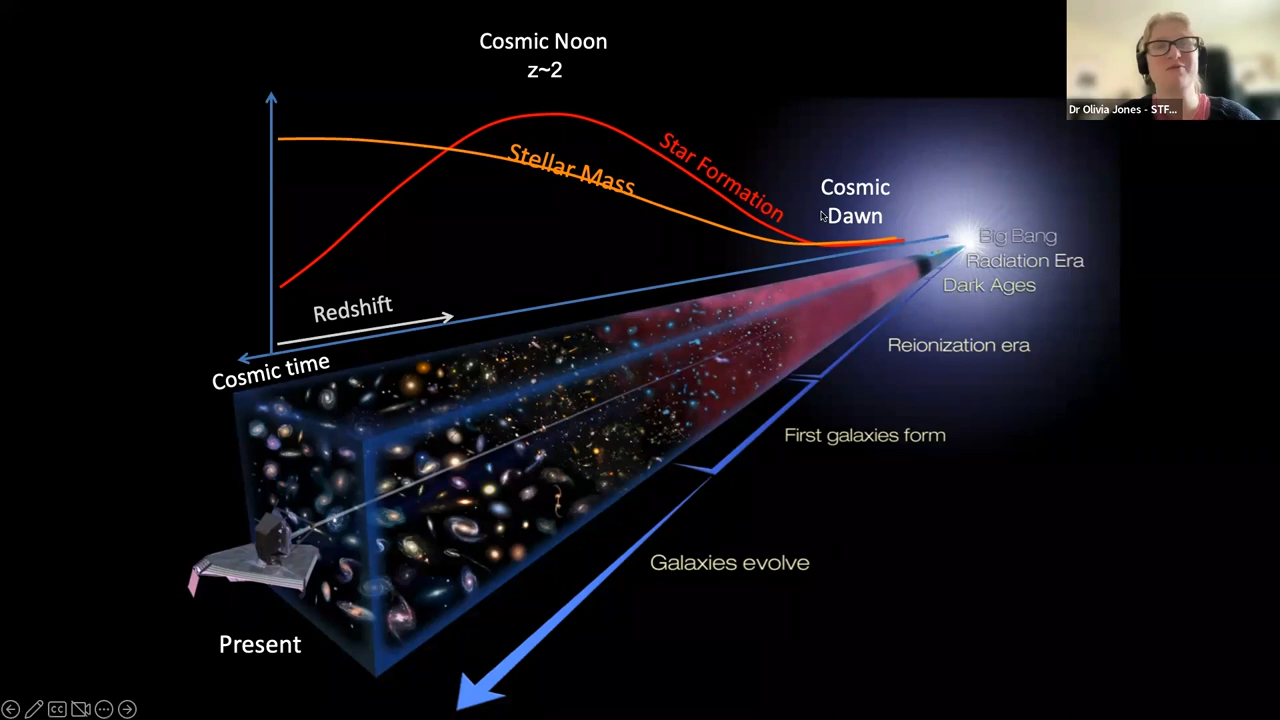 Cosmic Noon
z~2
Dr Olivia Jones - STF...
Stellar Mass
Star Formation
Cosmic
Dawn
Big Bang
Radiation Era
Dark Ages
Redshift
Cosmic time
Reionization era
First galaxies form
Galaxies evolve
Present
CC